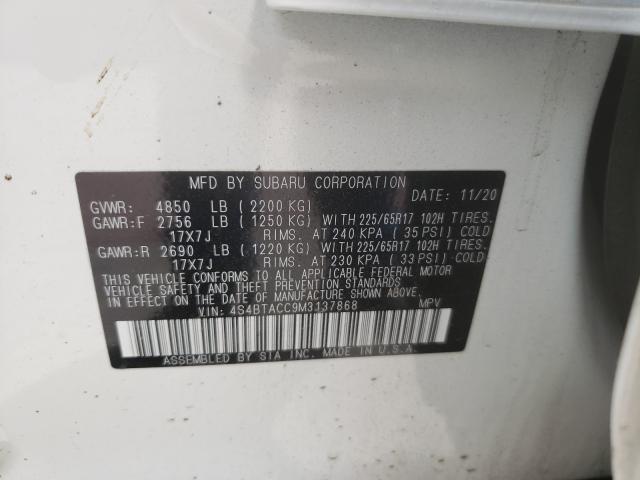 MFD BY SUBARU CORPORATION
DATE: 11/20
GVWR: 4850 LB ( 2200 KG)
GAWR:F 2756 LB ( 1250 KG) WITH 225/65R17 102H TIRES,
17X7J RIMS, AT 240 KPA ( 35 PSI) COLD
GAWR:R 2690 LB ( 1220 KG) WITH 225/65R17 102H TIRES,
17X7J RIMS, AT 230 KPA ( 33 PSI) COLD
THIS VEHICLE CONFORMS TO ALL APPLICABLE FEDERAL MOTOR
VEHICLE SAFETY AND THEFT PREVENTION STANDARDS
IN EFFECT ON THE DATE OF MANUFACTURE SHOWN ABOVE.
VIN: 4S4BTACC9M3137868 MPV
ASSEMBLED BY SIA INC. MADE IN U.S.A.